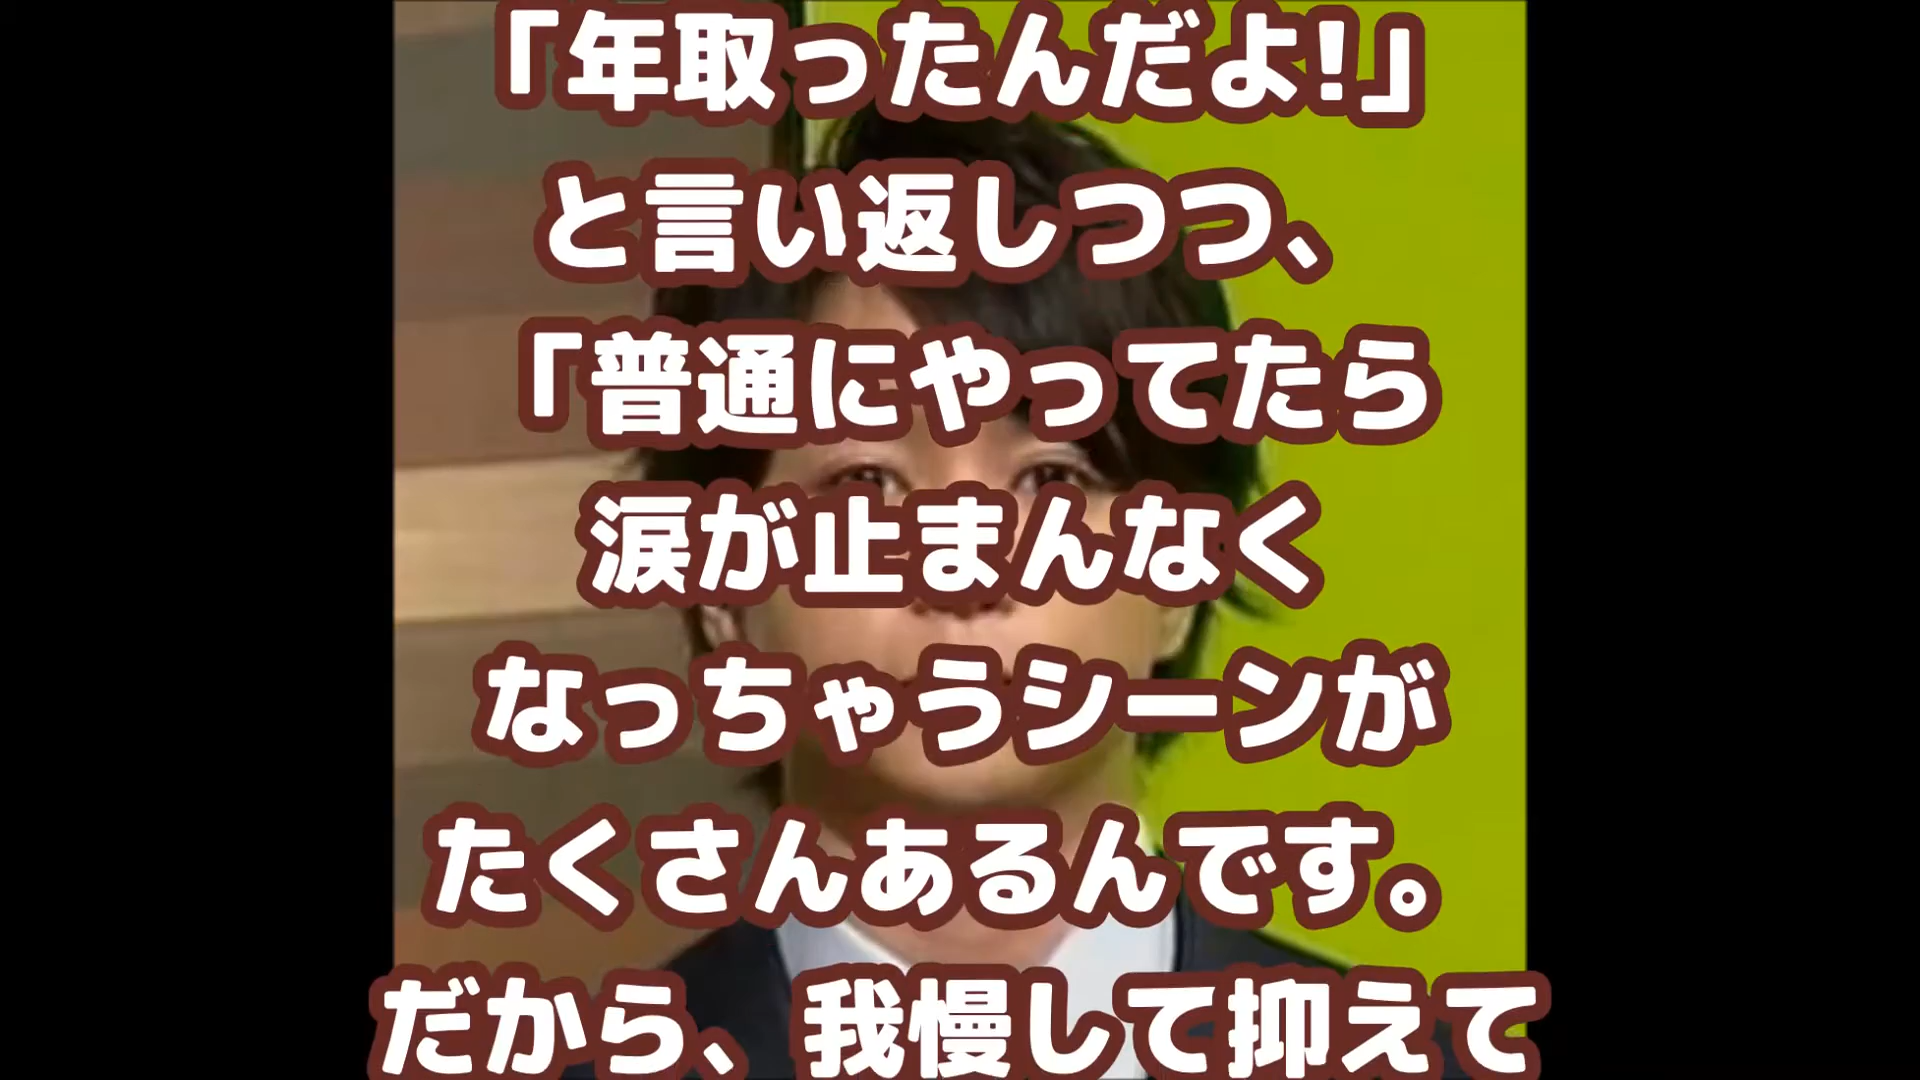 「年取ったんだよ!」
と言い返しつつ、
「普通にやってたら
涙が止まんなく
なっちゃうシーンが
たくさんあるんです。
だから、我慢して抑えて